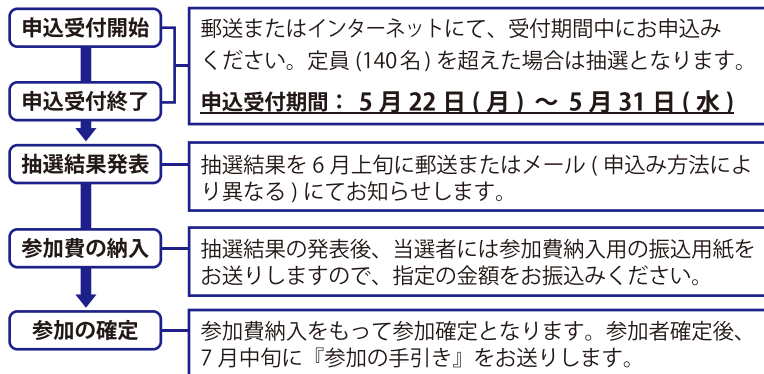 申込受付開始
郵送またはインターネットにて、受付期間中にお申込み
ください。定員(140名)を超えた場合は抽選となります。
申込受付終了
申込受付期間： 5月22日(月) ～ 5月31日(水)
抽選結果発表
抽選結果を6月上旬に郵送またはメール(申込み方法によ
り異なる)にてお知らせします。
参加費の納入
抽選結果の発表後、当選者には参加費納入用の振込用紙を
お送りしますので、指定の金額をお振込みください。
参加の確定
参加費納入をもって参加確定となります。参加者確定後、
7月中旬に『参加の手引き』をお送りします。